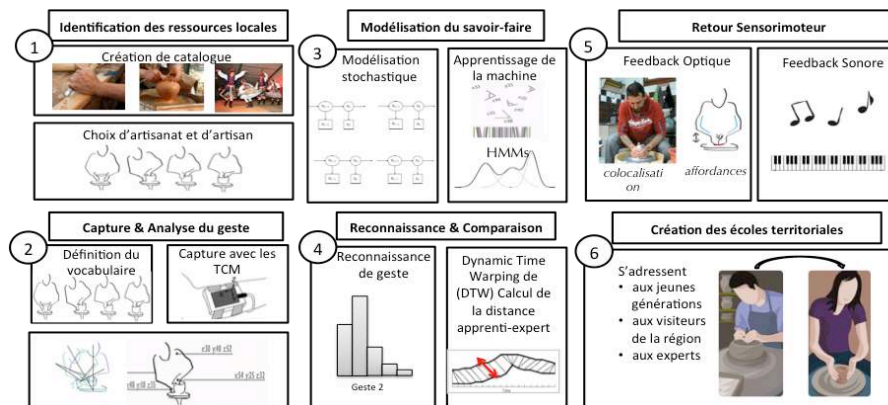 Identification des ressources locales
1
Création de catalogue
Choix d'artisanat et d'artisan
Modélisation du savoir-faire
3
Modélisation
stochastique
Apprentissage de
la machine
HMMs
Retour Sensorimoteur
5
Feedback Optique
colocalisati
on
affordances
Feedback Sonore
Capture & Analyse du geste
2
Définition du
vocabulaire
Capture avec les
TCM
Reconnaissance & Comparaison
4
Reconnaissance
de geste
Geste 2
Dynamic Time
Warping de
(DTW) Calcul de
la distance
apprenti-expert
Création des écoles territoriales
6
S'adressent
• aux jeunes
générations
• aux visiteurs
de la région
• aux experts